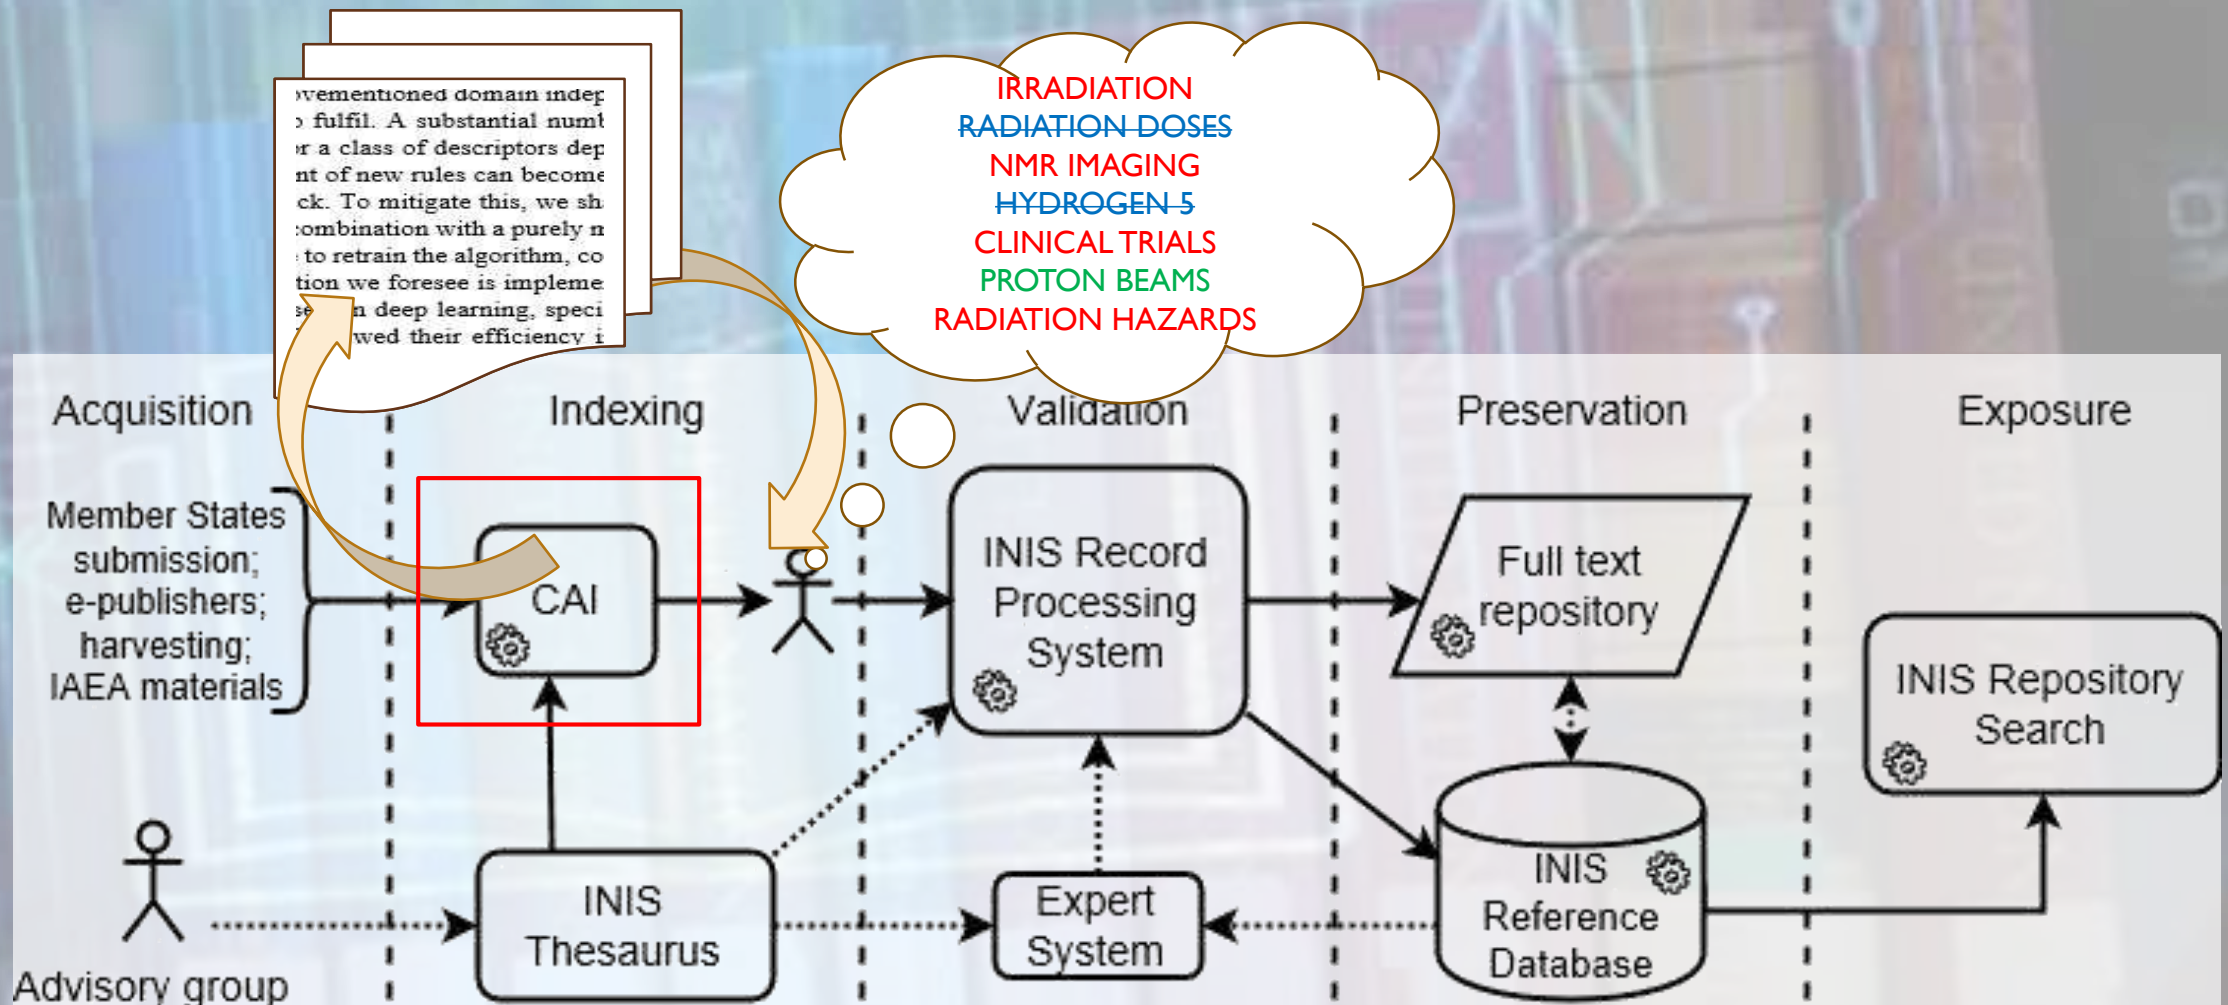 ovementioned domain indep
o fulfil. A substantial numb
or a class of descriptors dep
nt of new rules can become
ck. To mitigate this, we sh
combination with a purely m
to retrain the algorithm, co
tion we foresee is impleme
n deep learning, speci
wed their efficiency i
IRRADIATION
RADIATION DOSES
NMR IMAGING
HYDROGEN 5
CLINICAL TRIALS
PROTON BEAMS
RADIATION HAZARDS
Acquisition
Indexing
Validation
Preservation
Exposure
Member States
submission;
e-publishers;
harvesting;
IAEA materials
CAI
INIS Record
Processing
System
Full text
repository
INIS Repository
Search
Advisory group
INIS
Thesaurus
Expert
System
INIS
Reference
Database